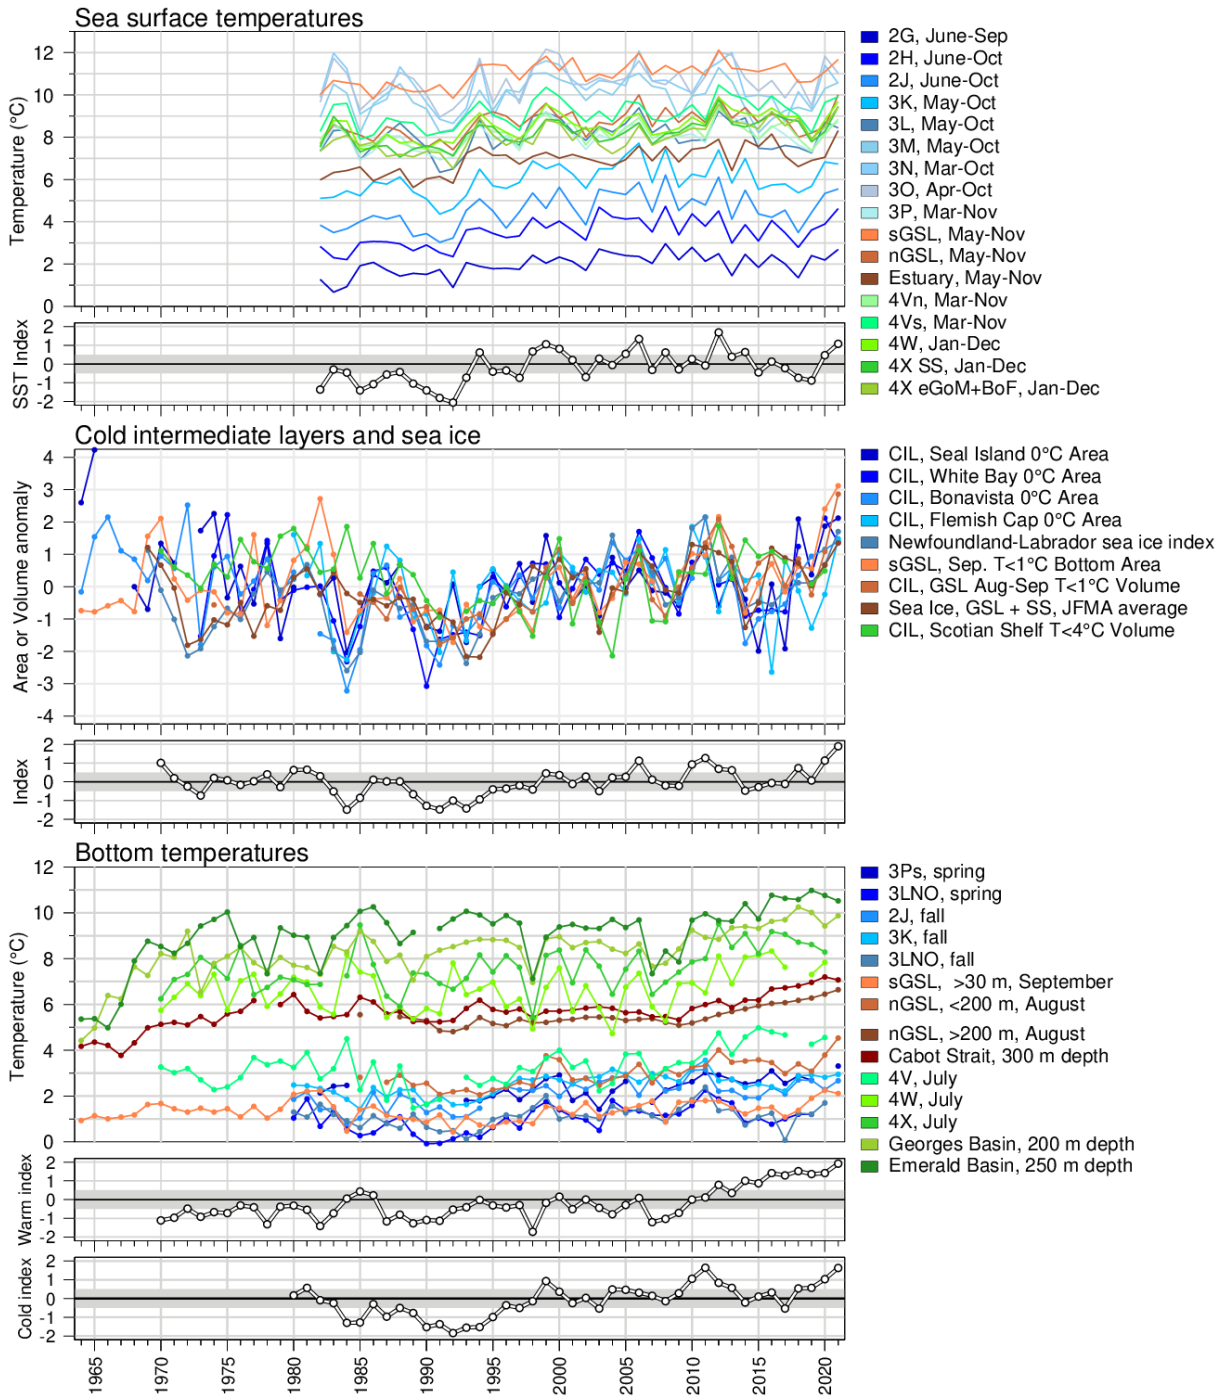 Sea surface temperatures
Temperature (°C)
12
10
8
6
4
2
0
2G, June-Sep
2H, June-Oct
2J, June-Oct
3K, May-Oct
3L, May-Oct
3M, May-Oct
3N, Mar-Oct
3O, Apr-Oct
3P, Mar-Nov
sGSL, May-Nov
nGSL, May-Nov
Estuary, May-Nov
4Vn, Mar-Nov
4Vs, Mar-Nov
4W, Jan-Dec
4X SS, Jan-Dec
4X eGoM+BoF, Jan-Dec
SST Index
2
1
0
-1
-2
Cold intermediate layers and sea ice
Area or Volume anomaly
4
3
2
1
0
-1
-2
-3
-4
CIL, Seal Island 0°C Area
CIL, White Bay 0°C Area
CIL, Bonavista 0°C Area
CIL, Flemish Cap 0°C Area
Newfoundland-Labrador sea ice index
sGSL, Sep. T<1°C Bottom Area
CIL, GSL Aug-Sep T<1°C Volume
Sea Ice, GSL + SS, JFMA average
CIL, Scotian Shelf T<4°C Volume
Index
2
1
0
-1
-2
Bottom temperatures
Temperature (°C)
12
10
8
6
4
2
0
3Ps, spring
3LNO, spring
2J, fall
3K, fall
3LNO, fall
sGSL, >30 m, September
nGSL, <200 m, August
nGSL, >200 m, August
Cabot Strait, 300 m depth
4V, July
4W, July
4X, July
Georges Basin, 200 m depth
Emerald Basin, 250 m depth
Warm index
2
1
0
-1
-2
Cold index
2
1
0
-1
-2
1965
1970
1975
1980
1985
1990
1995
2000
2005
2010
2015
2020